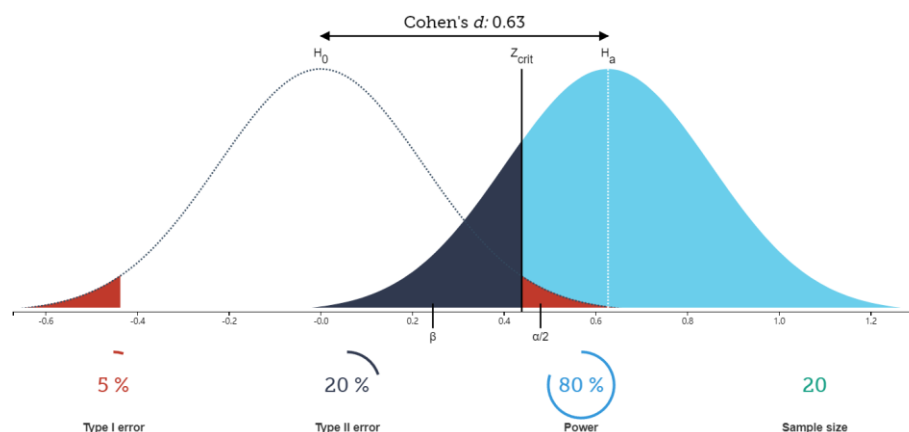 Cohen's d: 0.63
H0 Zcrit Ha
-0.6 -0.4 -0.2 -0.0 0.2 0.4 0.6 0.8 1.0 1.2
β α/2
5 % 20 % 80 % 20
Type I error Type II error Power Sample size